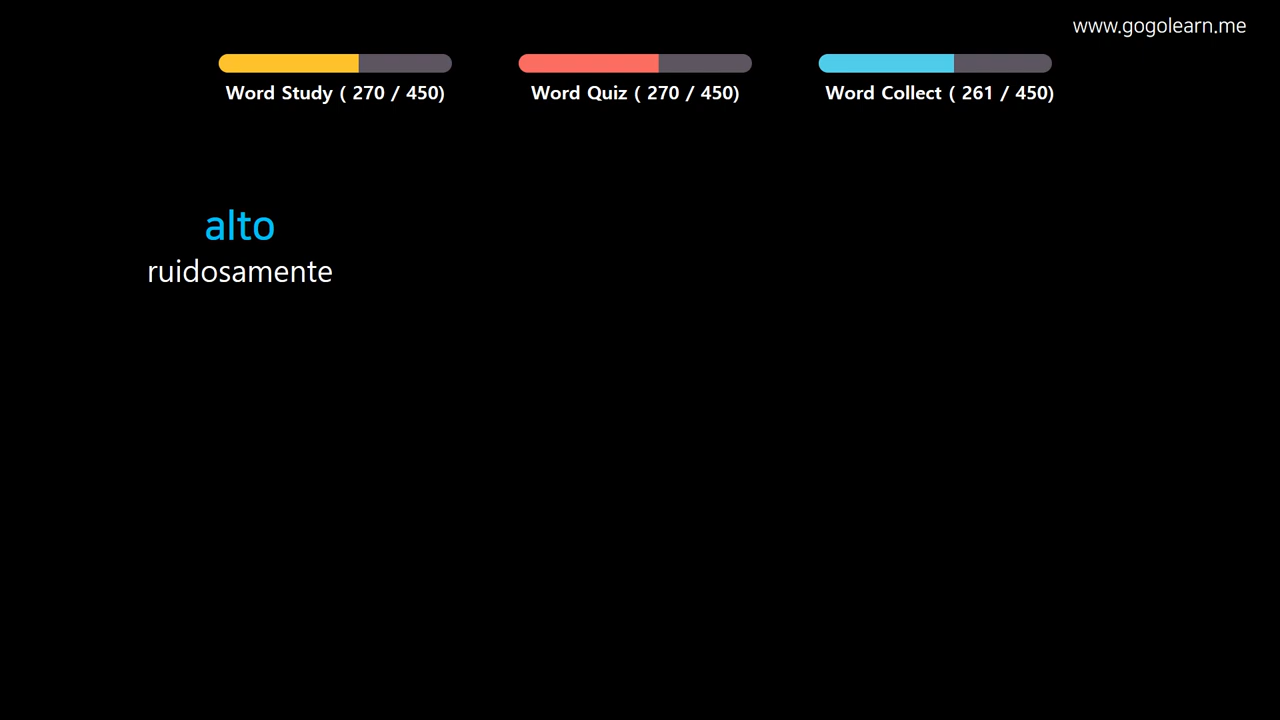 www.gogolearn.me
Word Study ( 270 / 450)
Word Quiz ( 270 / 450)
Word Collect ( 261 / 450)
alto
ruidosamente